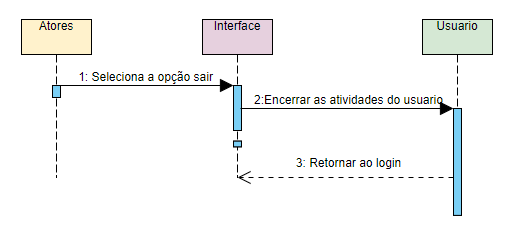 Atores
Interface
Usuario
1: Seleciona a opção sair
2:Encerrar as atividades do usuario
3: Retornar ao login